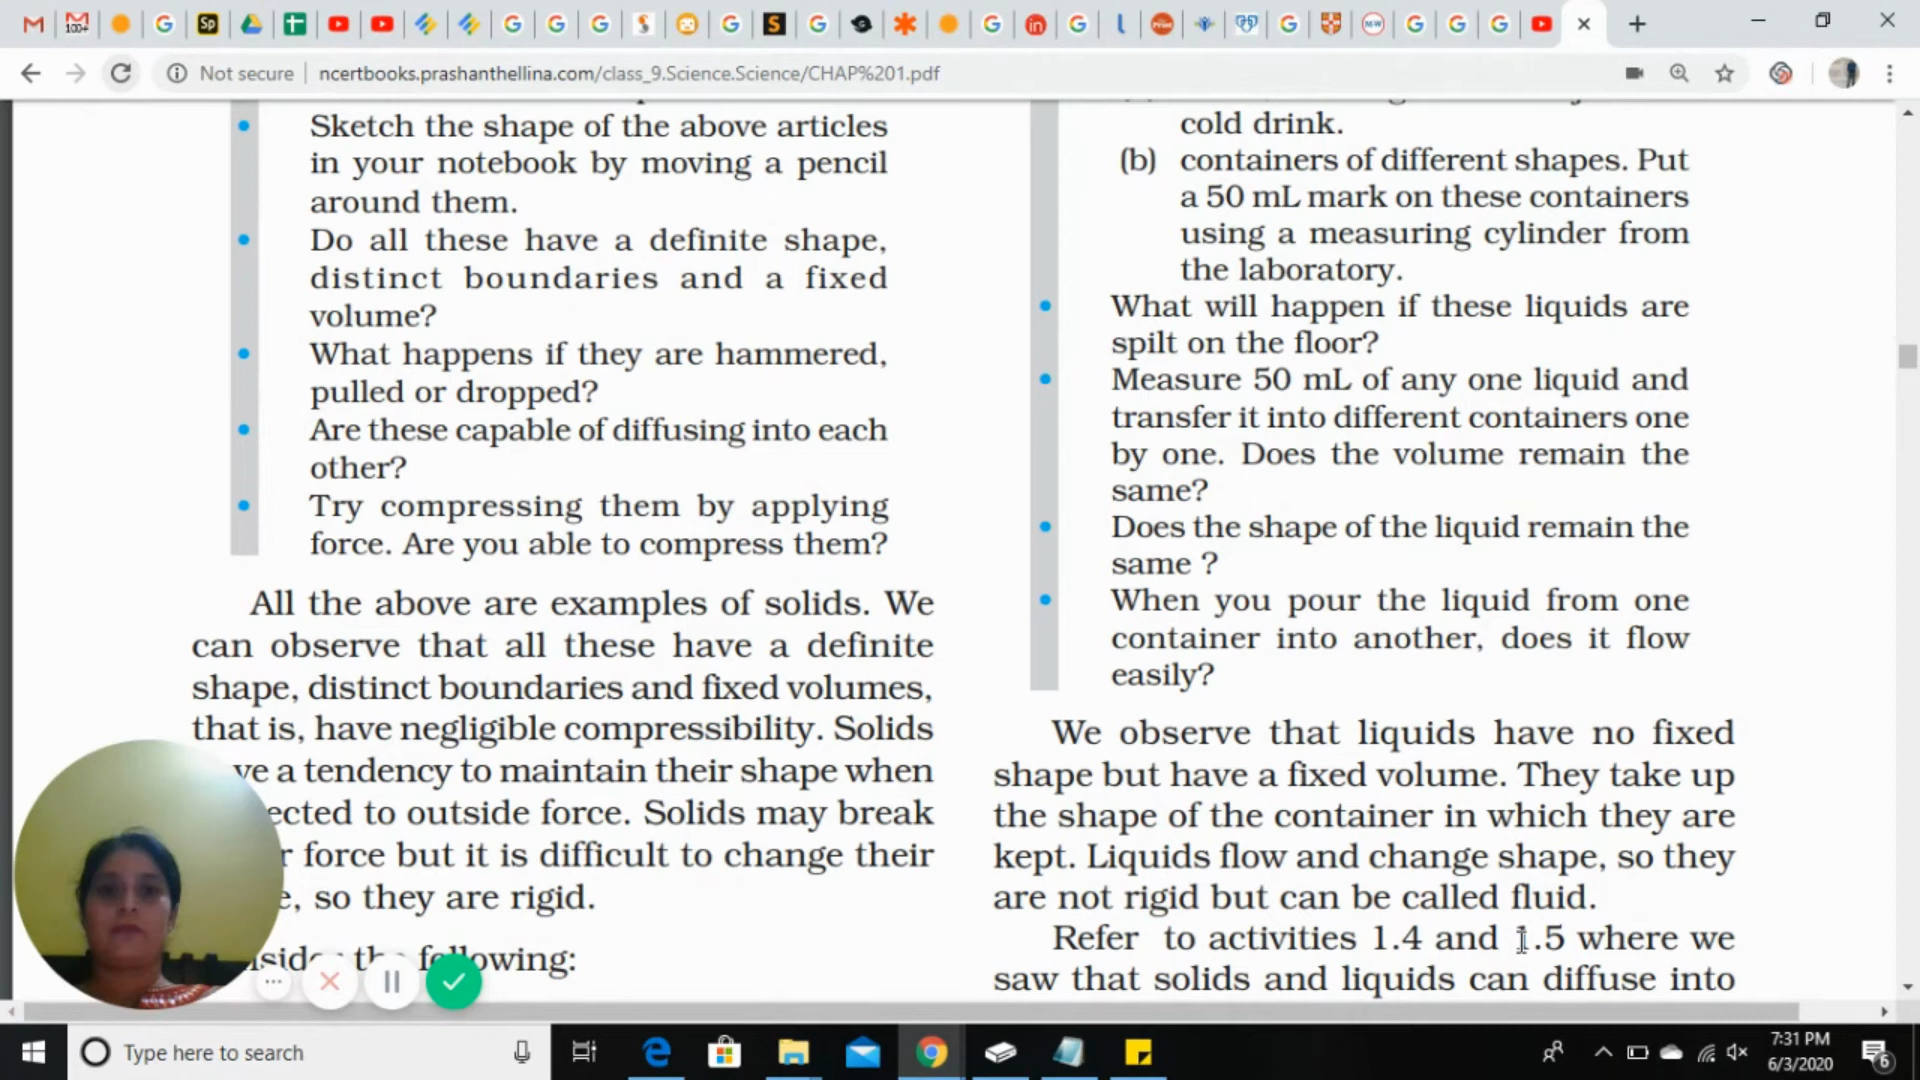 100+
Sp
S
MW
Not secure
ncertbooks.prashanthellina.com/class_9.Science.Science/CHAP%201.pdf
Sketch the shape of the above articles
in your notebook by moving a pencil
around them.
Do all these have a definite shape,
distinct boundaries and a fixed
volume?
What happens if they are hammered,
pulled or dropped?
Are these capable of diffusing into each
other?
Try compressing them by applying
force. Are you able to compress them?
All the above are examples of solids. We
can observe that all these have a definite
shape, distinct boundaries and fixed volumes,
that is, have negligible compressibility. Solids
ve a tendency to maintain their shape when
ected to outside force. Solids may break
r force but it is difficult to change their
e, so they are rigid.
nsider the following:
cold drink.
(b) containers of different shapes. Put
a 50 mL mark on these containers
using a measuring cylinder from
the laboratory.
What will happen if these liquids are
spilt on the floor?
Measure 50 mL of any one liquid and
transfer it into different containers one
by one. Does the volume remain the
same?
Does the shape of the liquid remain the
same ?
When you pour the liquid from one
container into another, does it flow
easily?
We observe that liquids have no fixed
shape but have a fixed volume. They take up
the shape of the container in which they are
kept. Liquids flow and change shape, so they
are not rigid but can be called fluid.
Refer to activities 1.4 and 1.5 where we
saw that solids and liquids can diffuse into
Type here to search
7:31 PM
6/3/2020
6